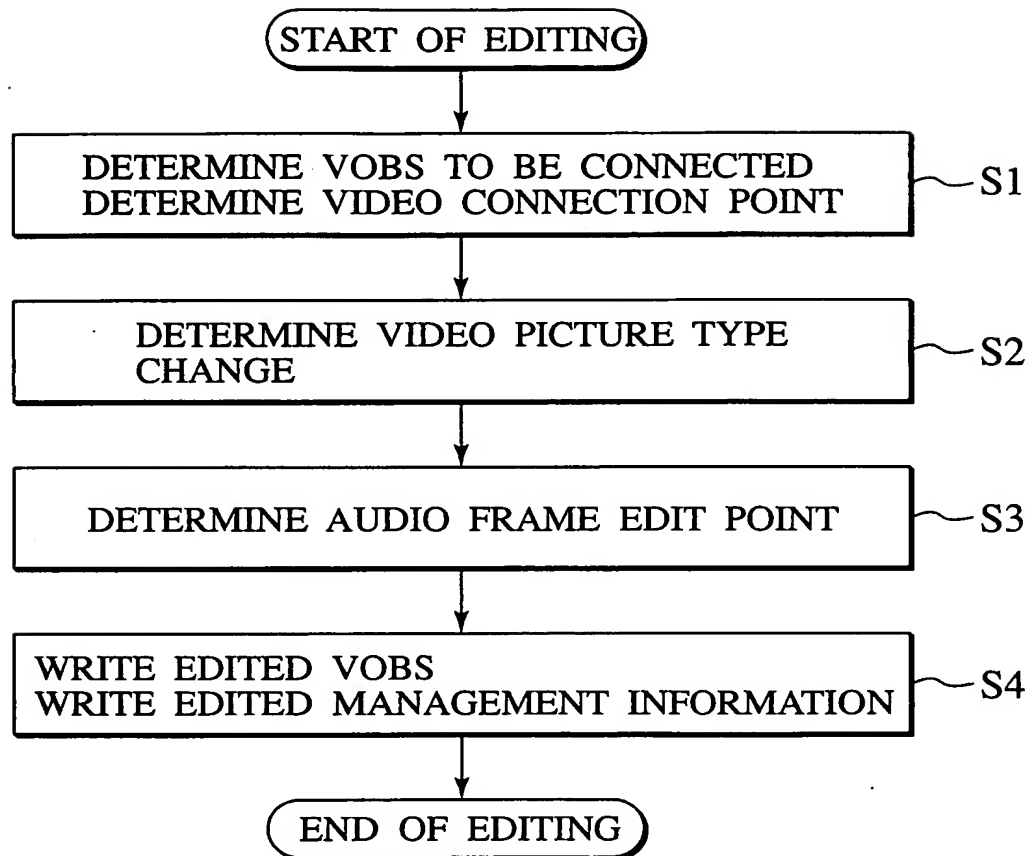 START OF EDITING
DETERMINE VOBS TO BE CONNECTED
DETERMINE VIDEO CONNECTION POINT
S1
DETERMINE VIDEO PICTURE TYPE
CHANGE
S2
DETERMINE AUDIO FRAME EDIT POINT
S3
WRITE EDITED VOBS
WRITE EDITED MANAGEMENT INFORMATION
S4
END OF EDITING